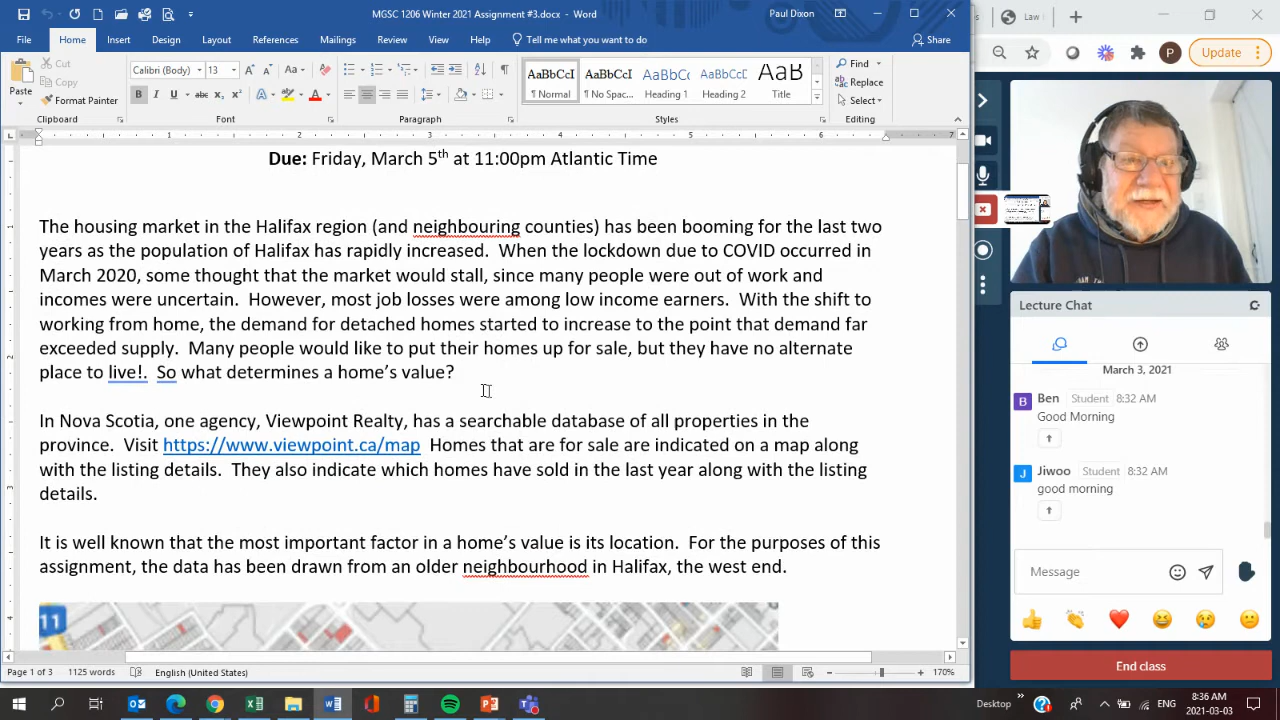 MGSC 1206 Winter 2021 Assignment #3.docx - Word
Paul Dixon
Law
File Home Insert Design Layout References Mailings Review View Help Tell me what you want to do Share
Update
Paste
Cut
Copy
Format Painter
Calibri (Body) 13
B I U abc x₂ x² A
AaBbCcI AaBbCcI AaBbCc AaBbCcD AaB
¶ Normal ¶ No Spac... Heading 1 Heading 2 Title
Find
Replace
Select
Clipboard Font Paragraph Styles Editing
1 2 3 4 5 6 7
Due: Friday, March 5th at 11:00pm Atlantic Time
The housing market in the Halifax region (and neighbouring counties) has been booming for the last two
years as the population of Halifax has rapidly increased. When the lockdown due to COVID occurred in
March 2020, some thought that the market would stall, since many people were out of work and
incomes were uncertain. However, most job losses were among low income earners. With the shift to
working from home, the demand for detached homes started to increase to the point that demand far
exceeded supply. Many people would like to put their homes up for sale, but they have no alternate
place to live!. So what determines a home's value?
In Nova Scotia, one agency, Viewpoint Realty, has a searchable database of all properties in the
province. Visit https://www.viewpoint.ca/map Homes that are for sale are indicated on a map along
with the listing details. They also indicate which homes have sold in the last year along with the listing
details.
It is well known that the most important factor in a home's value is its location. For the purposes of this
assignment, the data has been drawn from an older neighbourhood in Halifax, the west end.
11
Page 1 of 3 1125 words English (United States) 170%
Lecture Chat
March 3, 2021
B Ben Student 8:32 AM
Good Morning
J Jiwoo Student 8:32 AM
good morning
Message
End class
Desktop ENG 8:36 AM
2021-03-03